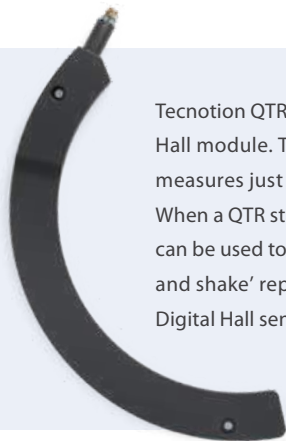 Tecnotion QTR
Hall module. T
measures just
When a QTR st
can be used to
and shake’ rep
Digital Hall sen